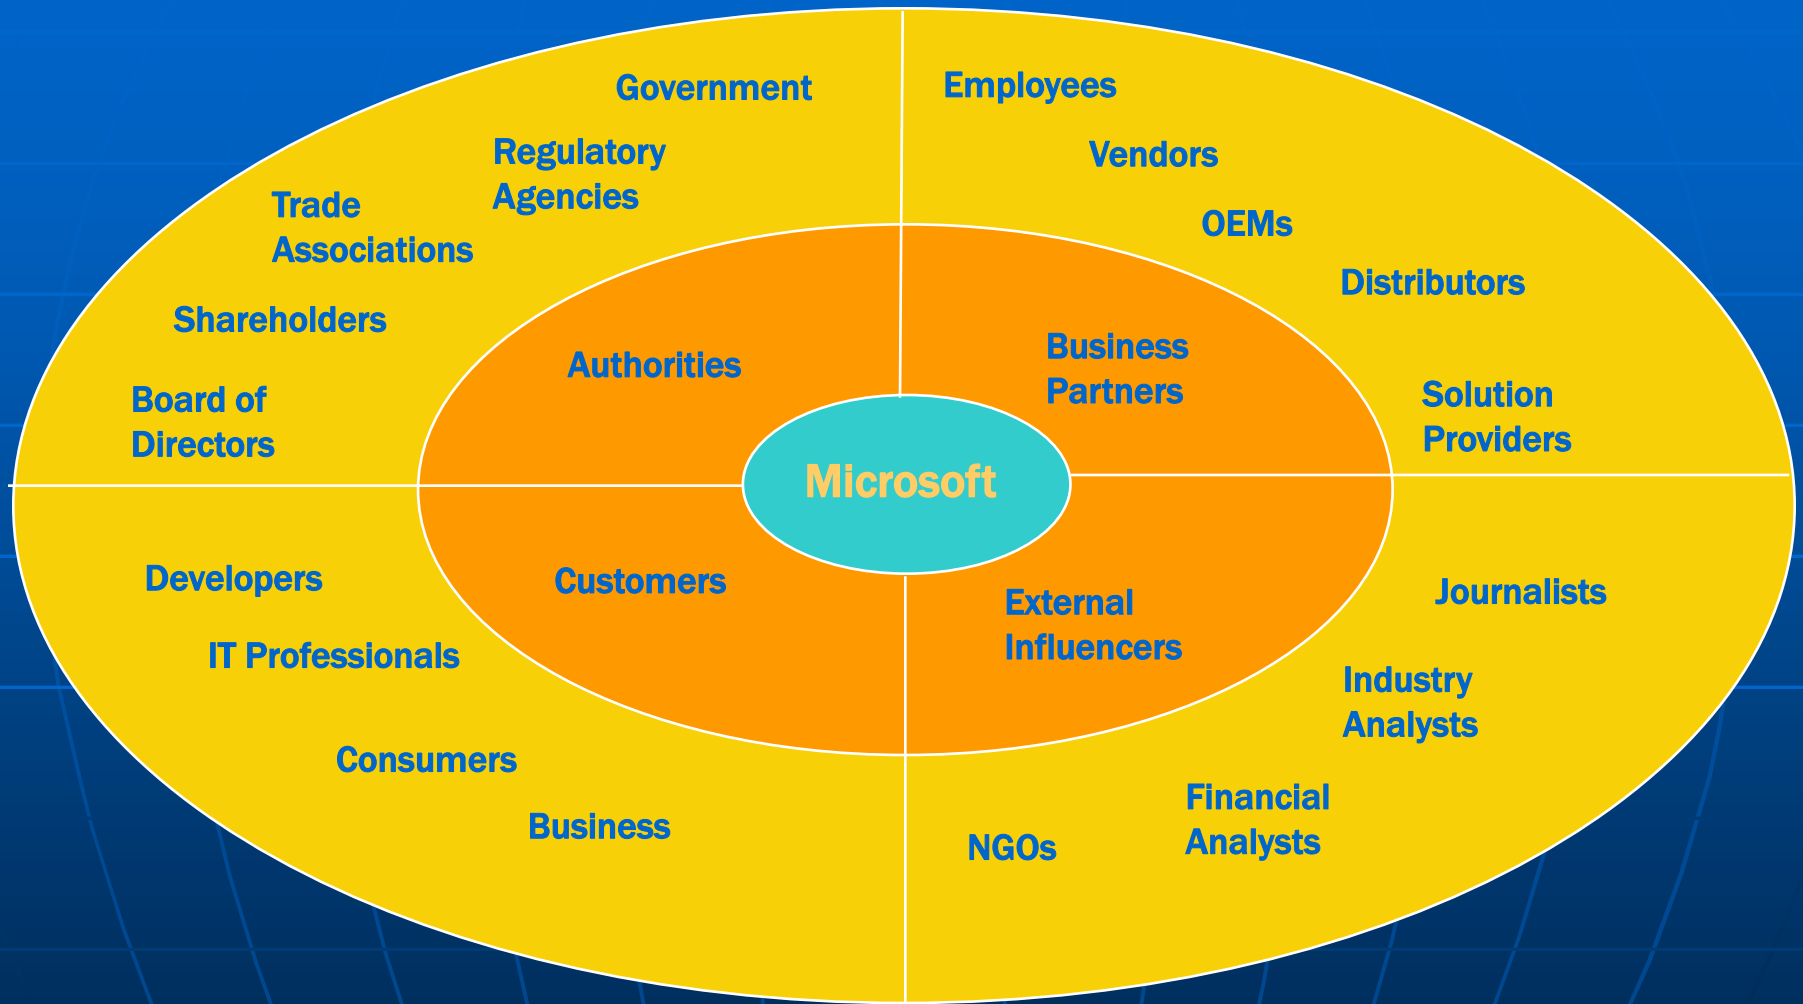 Government
Employees
Regulatory
Agencies
Vendors
Trade
Associations
OEMs
Distributors
Shareholders
Authorities
Business
Partners
Board of
Directors
Solution
Providers
Microsoft
Developers
Customers
External
Influencers
Journalists
IT Professionals
Industry
Analysts
Consumers
Business
Financial
Analysts
NGOs